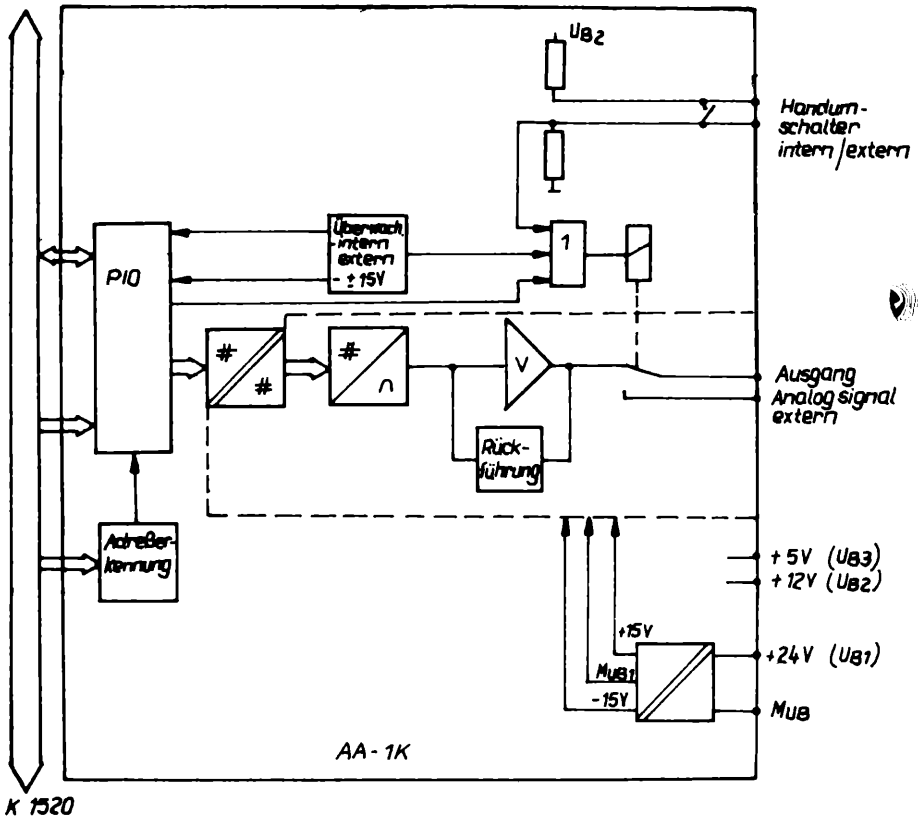 UB2
Handum-
schalter
intern/extern
Überwach.
-intern
extern
- ±15V
1
PIO
#
#
#
∩
V
Rück-
führung
Ausgang
Analogsignal
extern
Adreßer-
kennung
+5V (UB3)
+12V (UB2)
+15V
MUB1
-15V
+24V (UB1)
MUB
AA-1K
K 1520